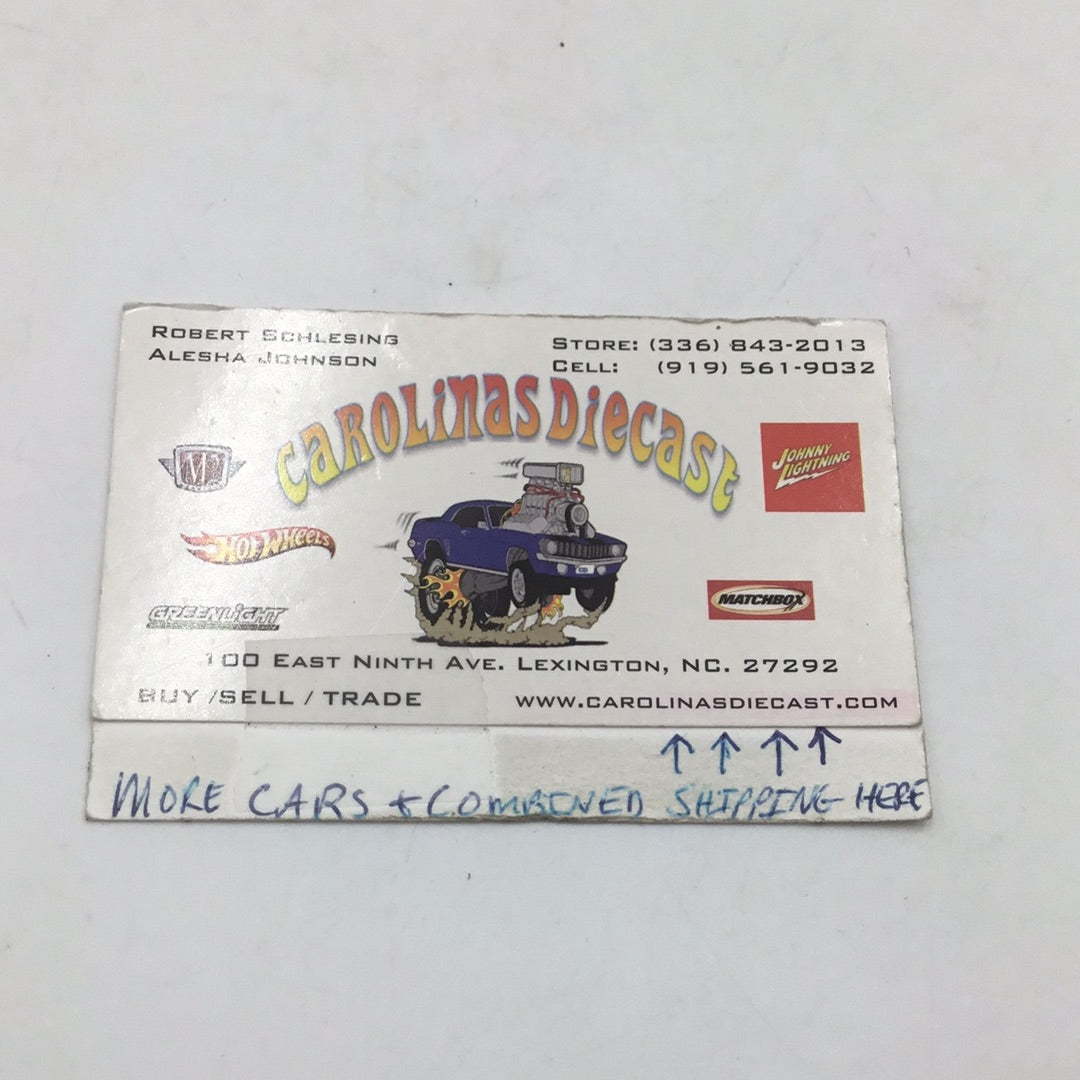 ROBERT SCHLESING
ALESHA JOHNSON
STORE: (336) 843-2013
CELL: (919) 561-9032
CAROLINAS DIECAST
M2
JOHNNY LIGHTNING
HOT WHEELS
MATCHBOX
GREENLIGHT
100 EAST NINTH AVE. LEXINGTON, NC. 27292
BUY / SELL / TRADE
WWW.CAROLINASDIECAST.COM
MORE CARS + COMBINED SHIPPING HERE